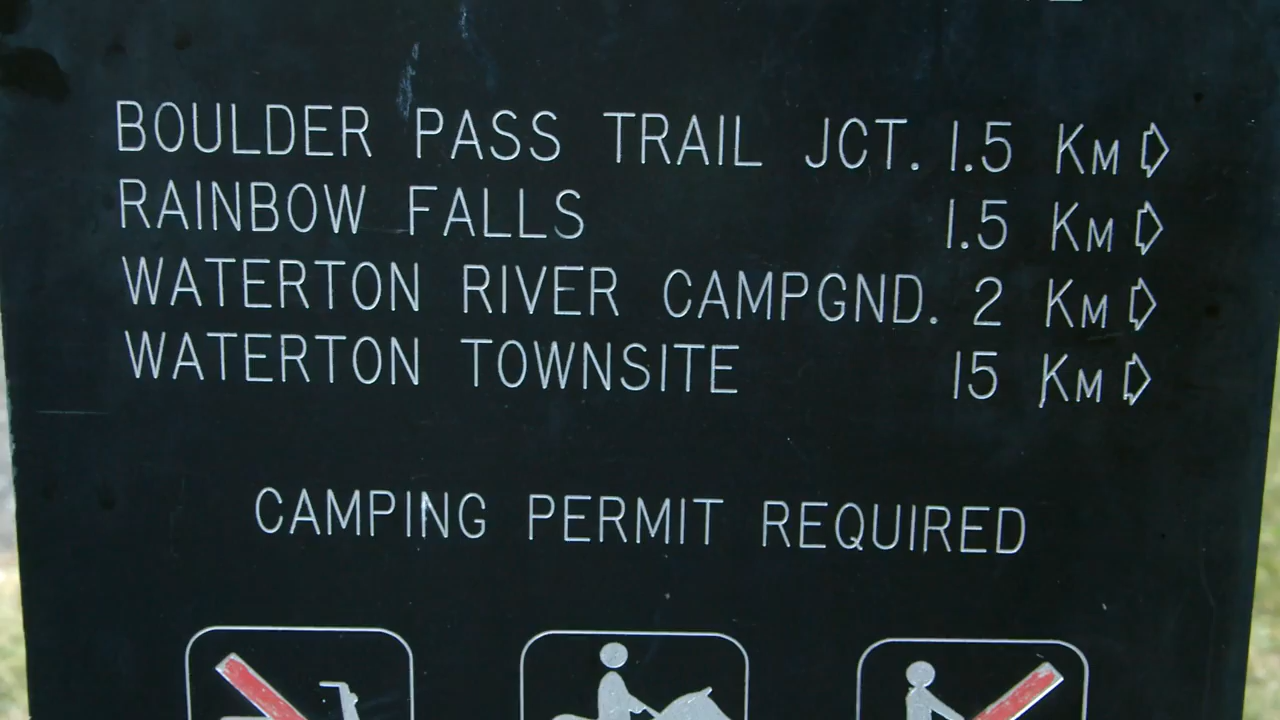 BOULDER PASS TRAIL JCT. 1.5 KM
RAINBOW FALLS 1.5 KM
WATERTON RIVER CAMPGND. 2 KM
WATERTON TOWNSITE 15 KM
CAMPING PERMIT REQUIRED